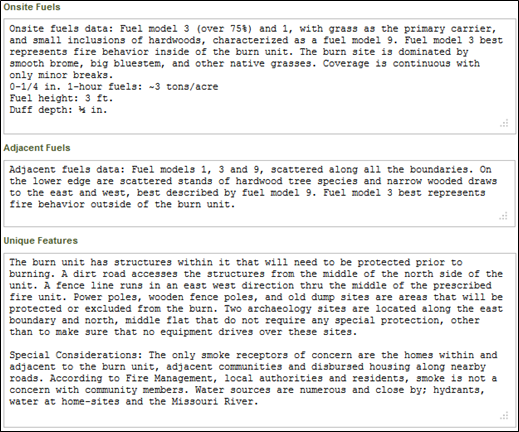 Onsite Fuels
Onsite fuels data: Fuel model 3 (over 75%) and 1, with grass as the primary carrier,
and small inclusions of hardwoods, characterized as a fuel model 9. Fuel model 3 best
represents fire behavior inside of the burn unit. The burn site is dominated by
smooth brome, big bluestem, and other native grasses. Coverage is continuous with
only minor breaks.
0-1/4 in. 1-hour fuels: ~3 tons/acre
Fuel height: 3 ft.
Duff depth: ¼ in.
Adjacent Fuels
Adjacent fuels data: Fuel models 1, 3 and 9, scattered along all the boundaries. On
the lower edge are scattered stands of hardwood tree species and narrow wooded draws
to the east and west, best described by fuel model 9. Fuel model 3 best represents
fire behavior outside of the burn unit.
Unique Features
The burn unit has structures within it that will need to be protected prior to
burning. A dirt road accesses the structures from the middle of the north side of the
unit. A fence line runs in an east west direction thru the middle of the prescribed
fire unit. Power poles, wooden fence poles, and old dump sites are areas that will be
protected or excluded from the burn. Two archaeology sites are located along the east
boundary and north, middle flat that do not require any special protection, other
than to make sure that no equipment drives over these sites.
Special Considerations: The only smoke receptors of concern are the homes within and
adjacent to the burn unit, adjacent communities and disbursed housing along nearby
roads. According to Fire Management, local authorities and residents, smoke is not a
concern with community members. Water sources are numerous and close by; hydrants,
water at home-sites and the Missouri River.